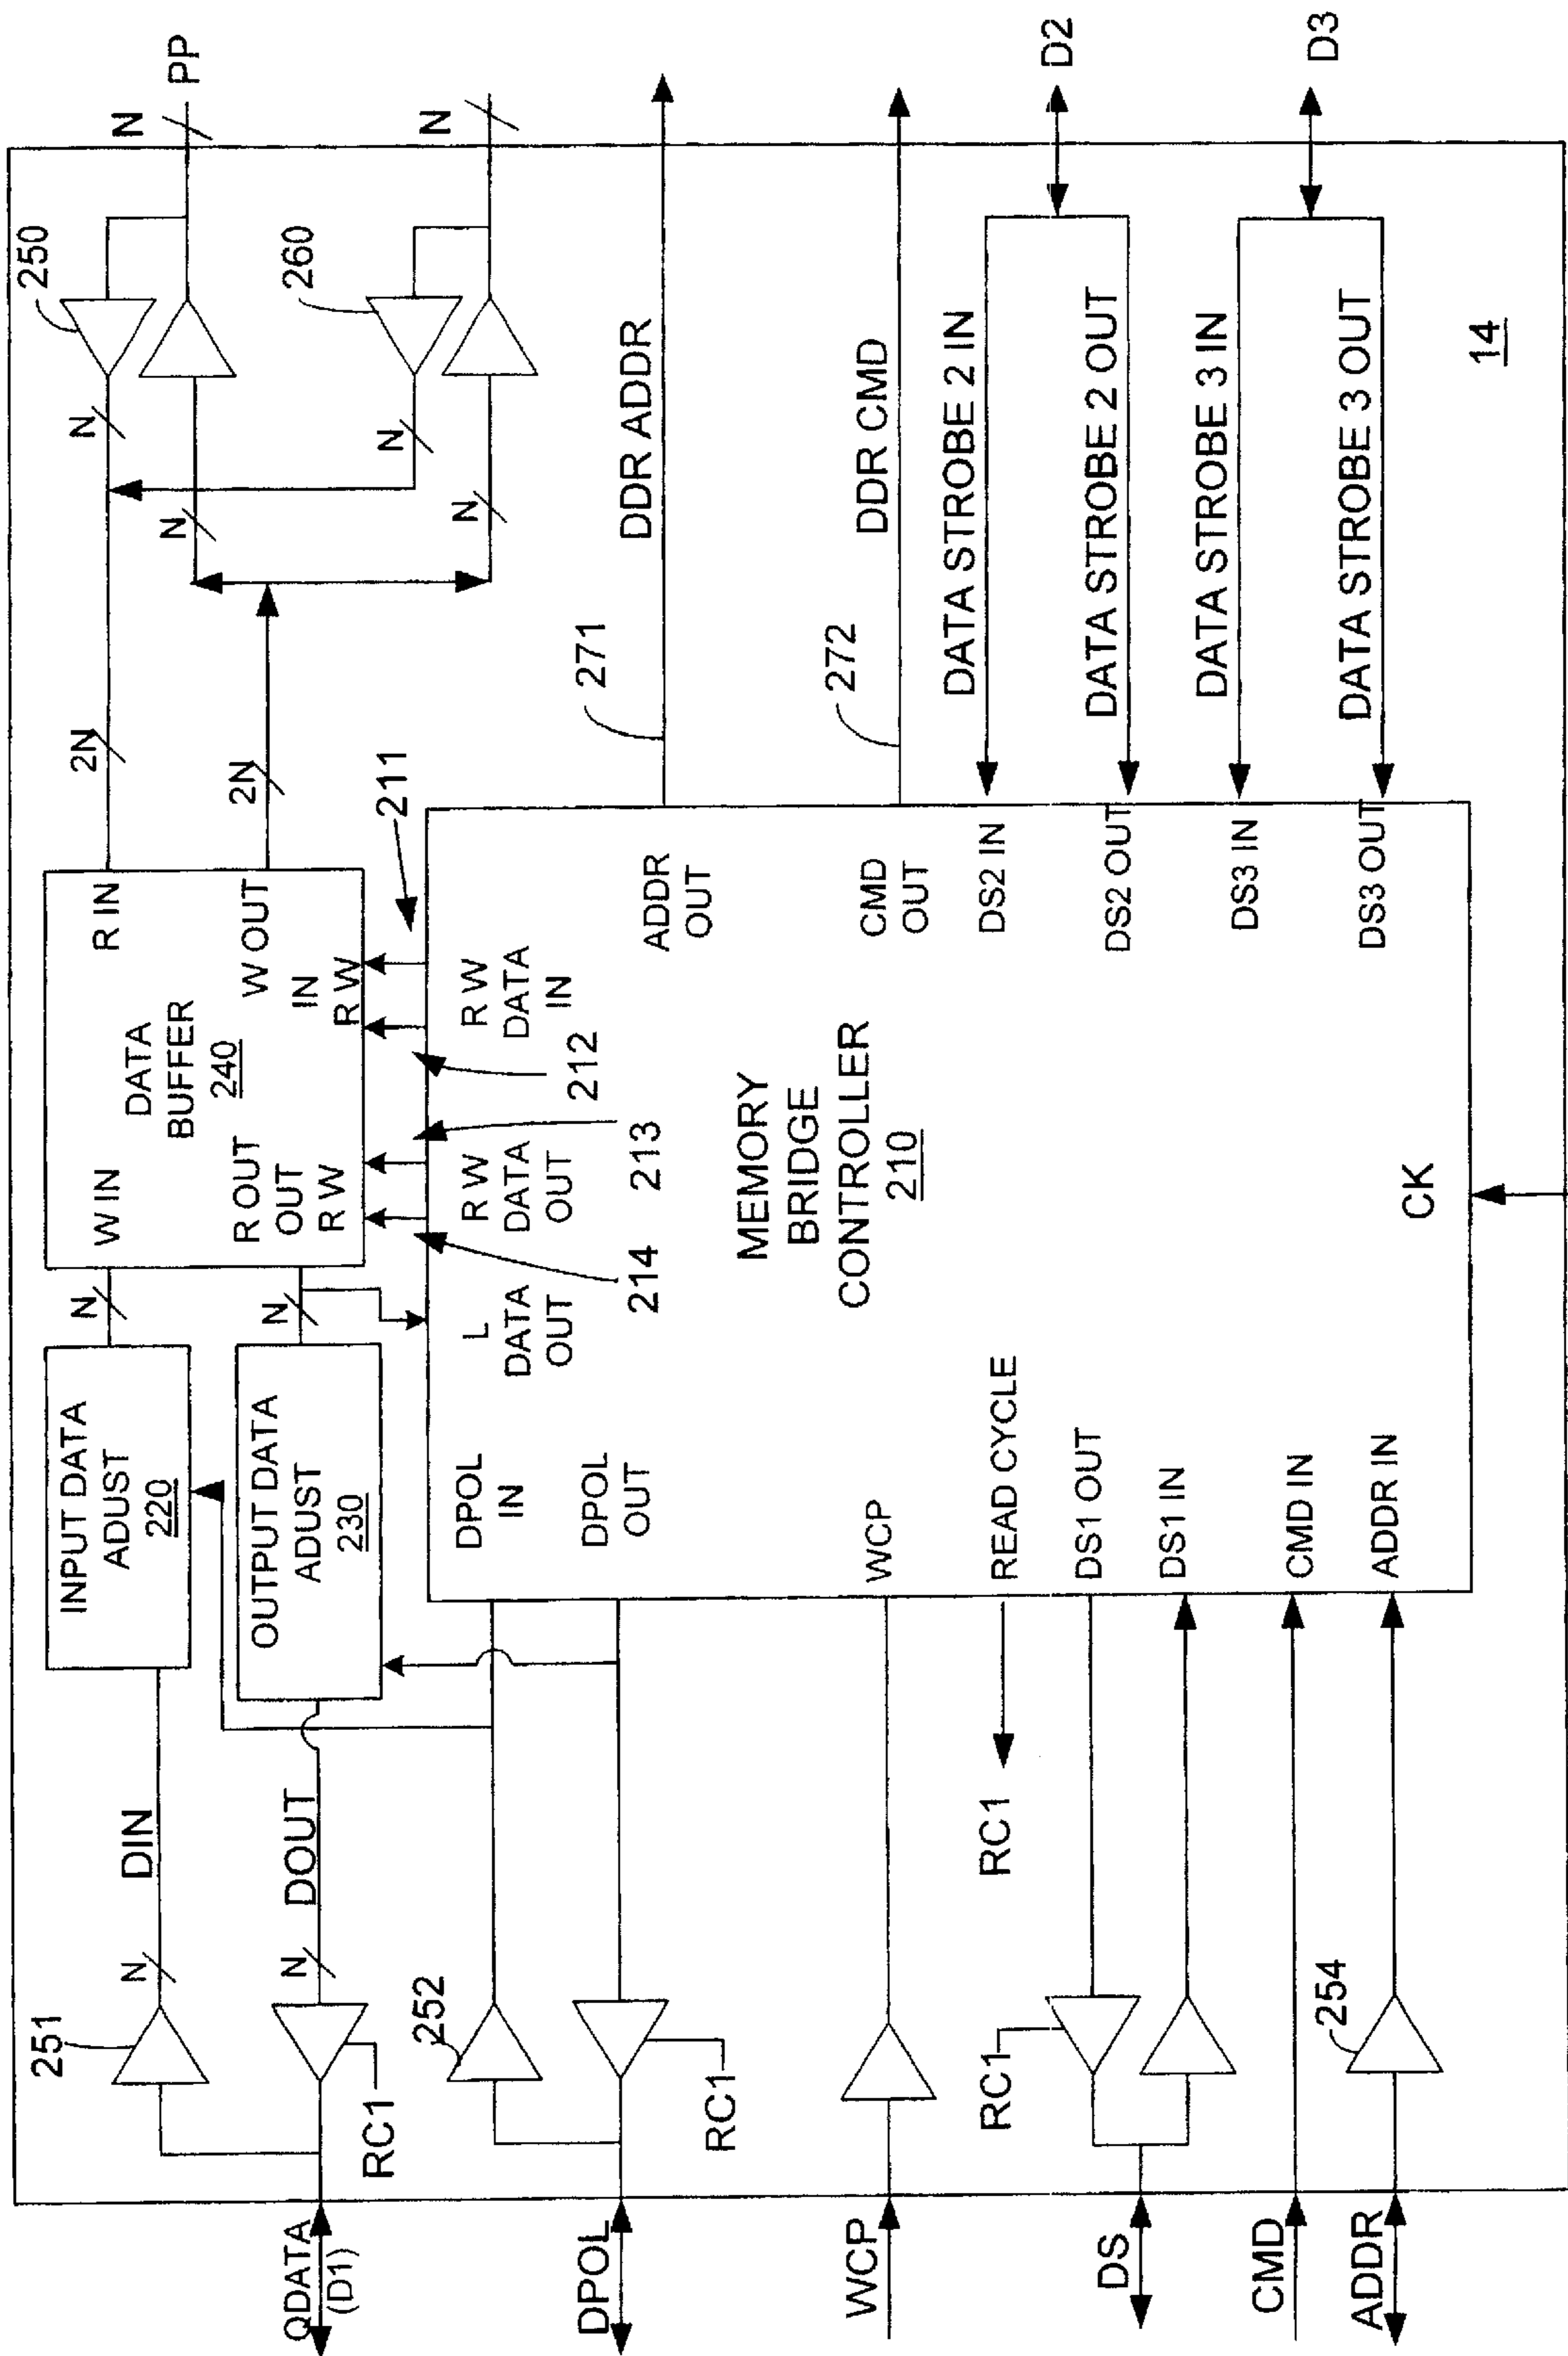 QDATA
(D1)
DPOL
WCP
DS
CMD
ADDR
251
N
DIN
N
DOUT
RC1
252
RC1
RC1
RC1
254
INPUT DATA
ADUST
220
OUTPUT DATA
ADUST
230
N
N
W IN
R IN
DATA
BUFFER
240
R OUT
OUT
R W
W OUT
IN
R W
2N
2N
211
212
213
214
DPOL
IN
DPOL
OUT
L
DATA
OUT
R W
DATA
OUT
R W
DATA
IN
WCP
READ CYCLE
DS1 OUT
DS1 IN
CMD IN
ADDR IN
MEMORY
BRIDGE
CONTROLLER
210
CK
ADDR
OUT
CMD
OUT
DS2 IN
DS2 OUT
DS3 IN
DS3 OUT
250
N
N
PP
260
N
N
N
N
271
DDR ADDR
272
DDR CMD
DATA STROBE 2 IN
DATA STROBE 2 OUT
D2
DATA STROBE 3 IN
DATA STROBE 3 OUT
D3
14